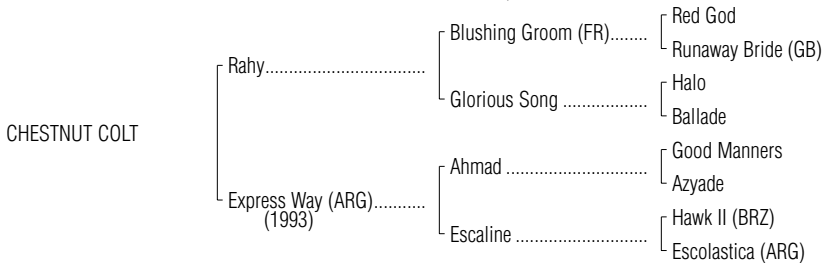 Red God
Blushing Groom (FR)........
Runaway Bride (GB)
Rahy................................
Halo
Glorious Song .................
Ballade
CHESTNUT COLT
Good Manners
Ahmad ............................
Azyade
Express Way (ARG)...........
(1993)
Hawk II (BRZ)
Escaline ..........................
Escolastica (ARG)